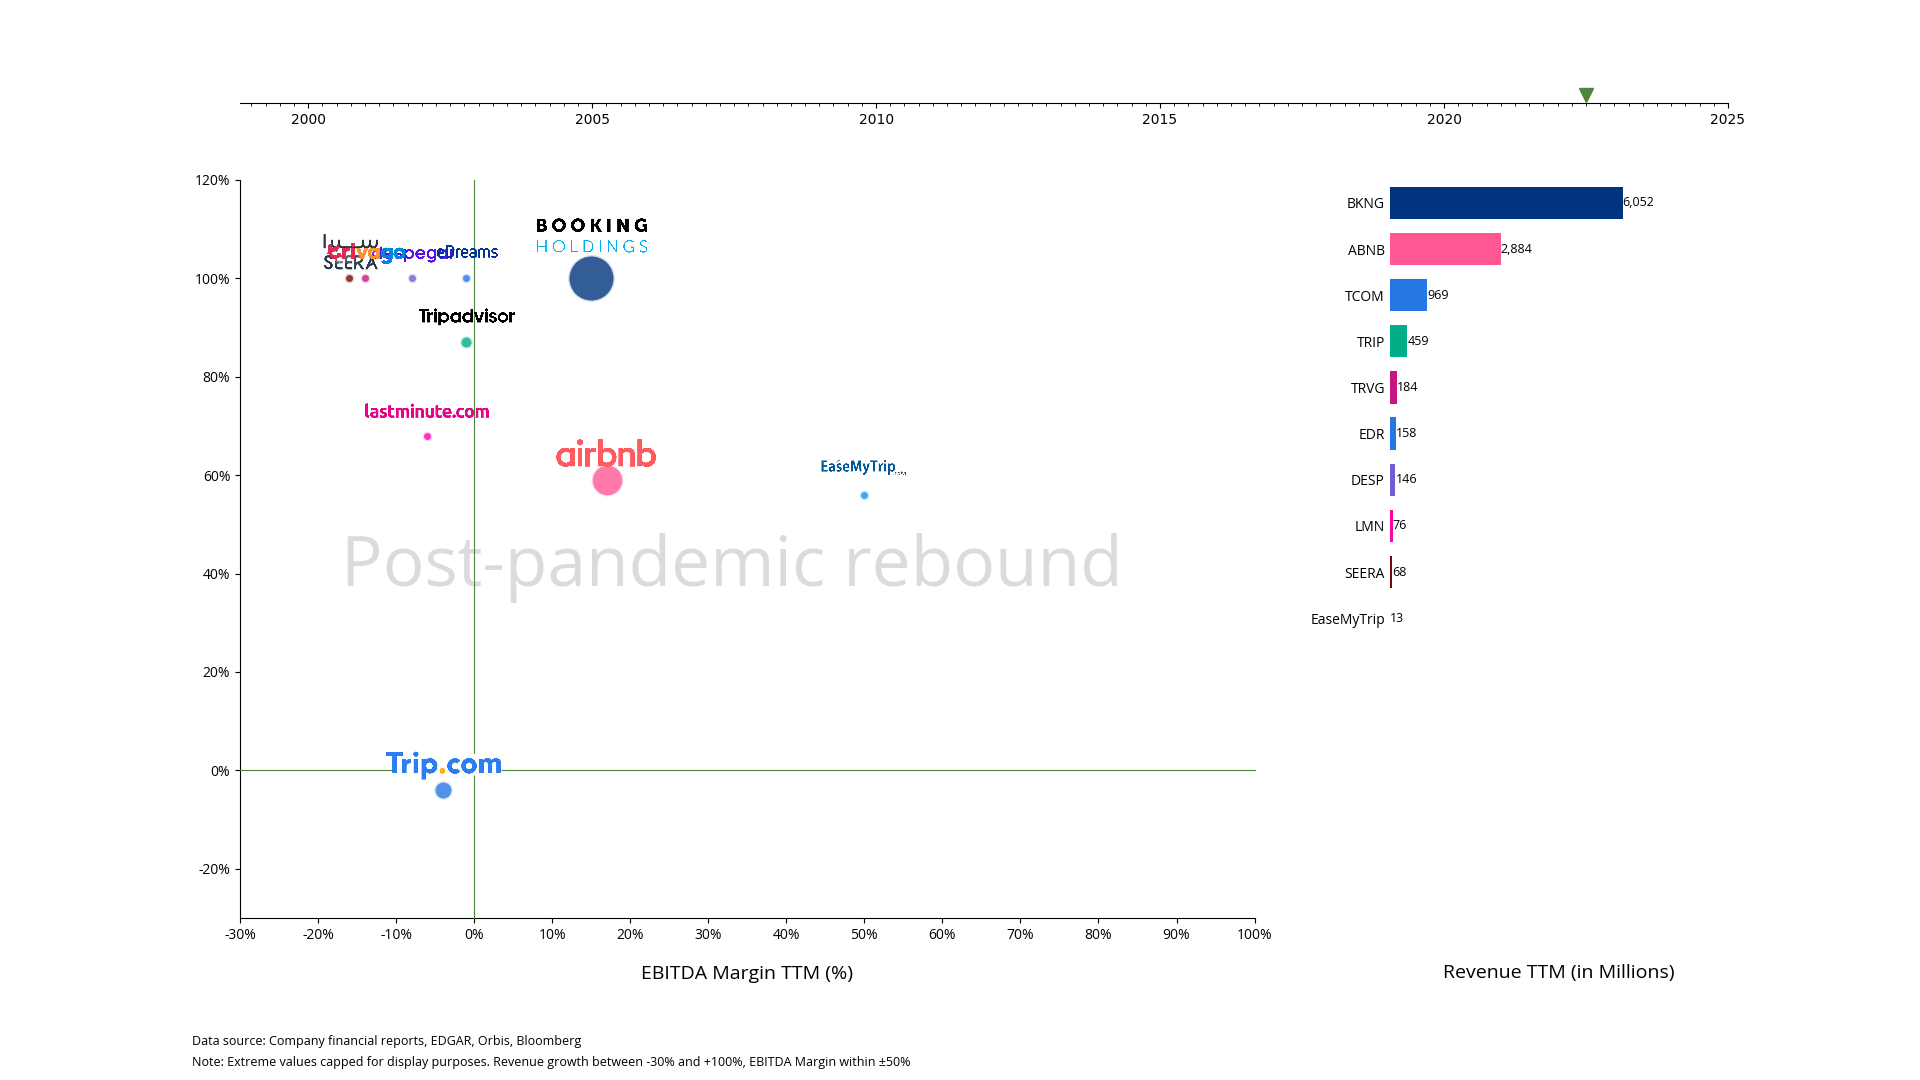 2000 2005 2010 2015 2020 2025
120%
100%
80%
60%
40%
20%
0%
-20%
-30% -20% -10% 0% 10% 20% 30% 40% 50% 60% 70% 80% 90% 100%
EBITDA Margin TTM (%)
SEERA
trivago
eDreams
BOOKING
HOLDINGS
Tripadvisor
lastminute.com
airbnb
EaseMyTrip
Post-pandemic rebound
Trip.com
BKNG 6,052
ABNB 2,884
TCOM 969
TRIP 459
TRVG 184
EDR 158
DESP 146
LMN 76
SEERA 68
EaseMyTrip 13
Revenue TTM (in Millions)
Data source: Company financial reports, EDGAR, Orbis, Bloomberg
Note: Extreme values capped for display purposes. Revenue growth between -30% and +100%, EBITDA Margin within ±50%